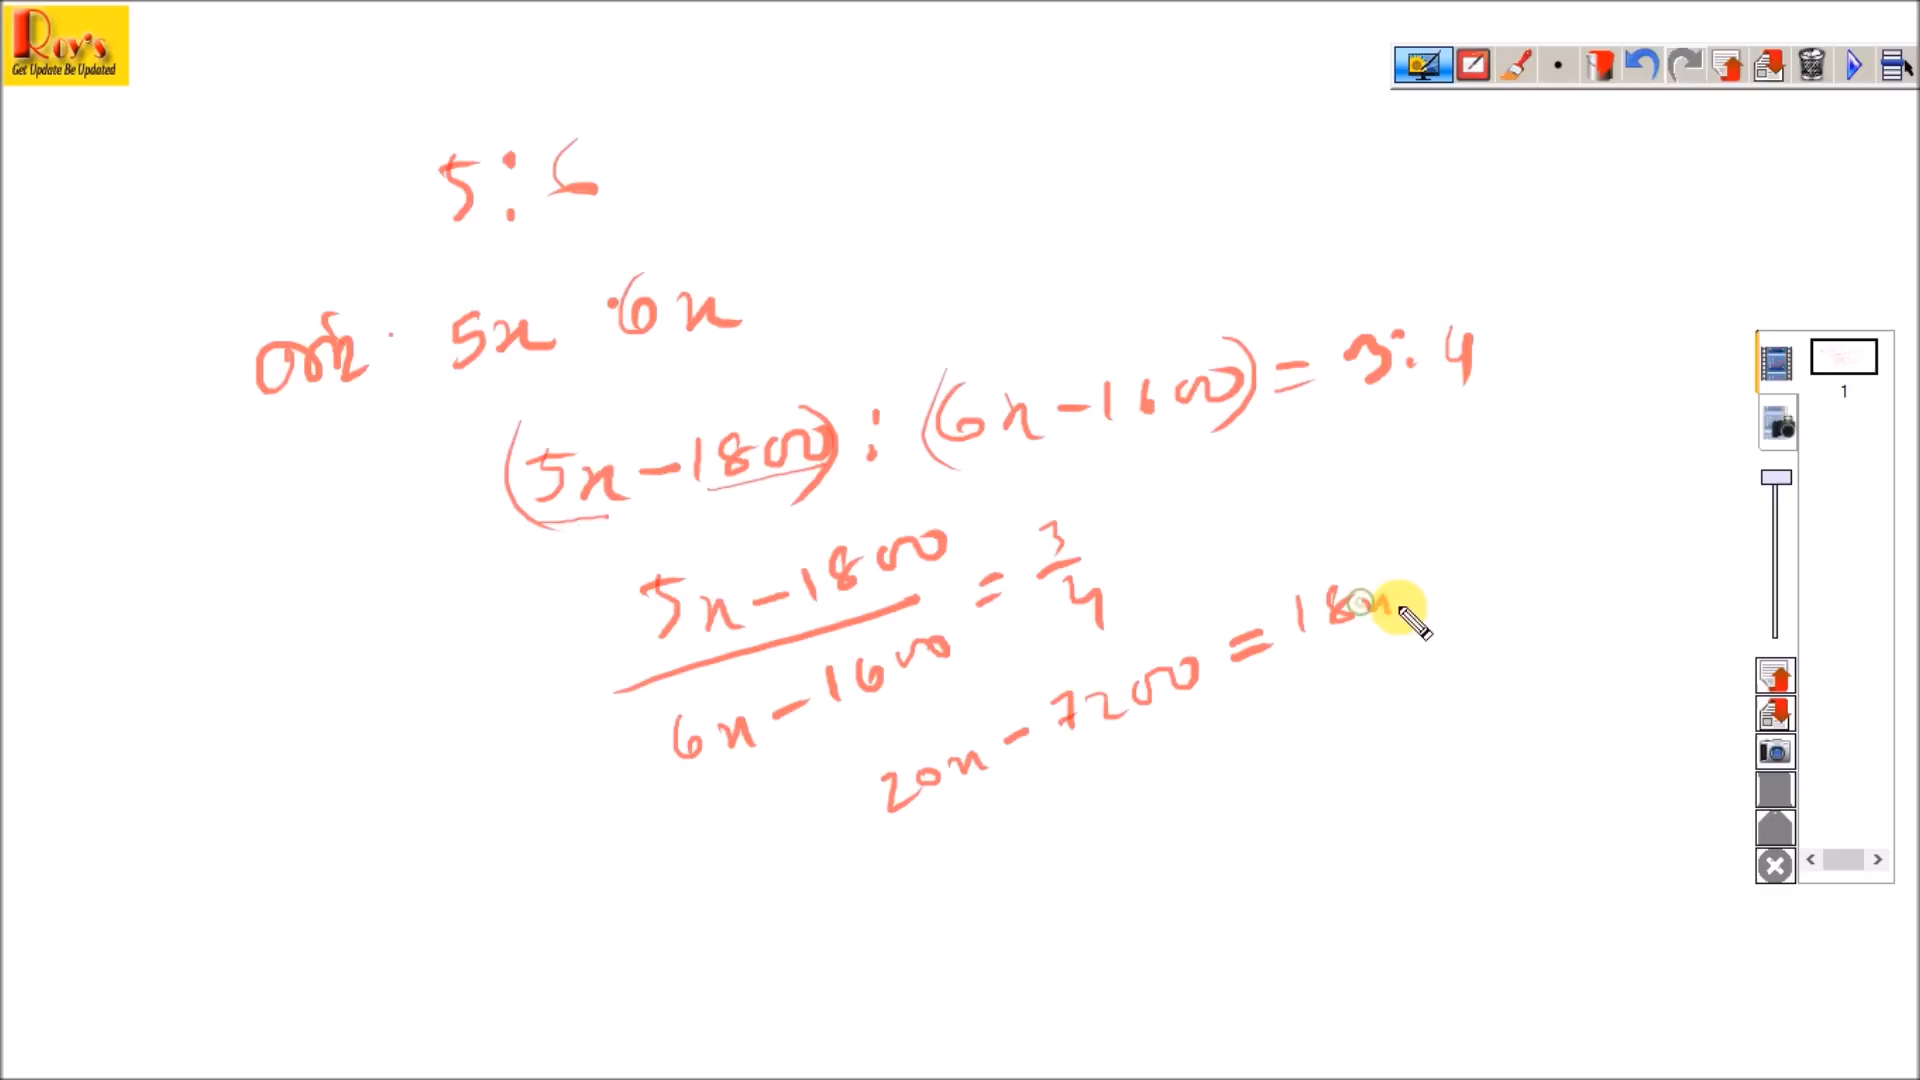 Roy's
Get Update Be Updated
5 : 6
5x 6x
(5x - 1800) : (6x - 1600) = 3 : 4
5x - 1800 / 6x - 1600 = 3/4
20x - 7200 = 18x
1